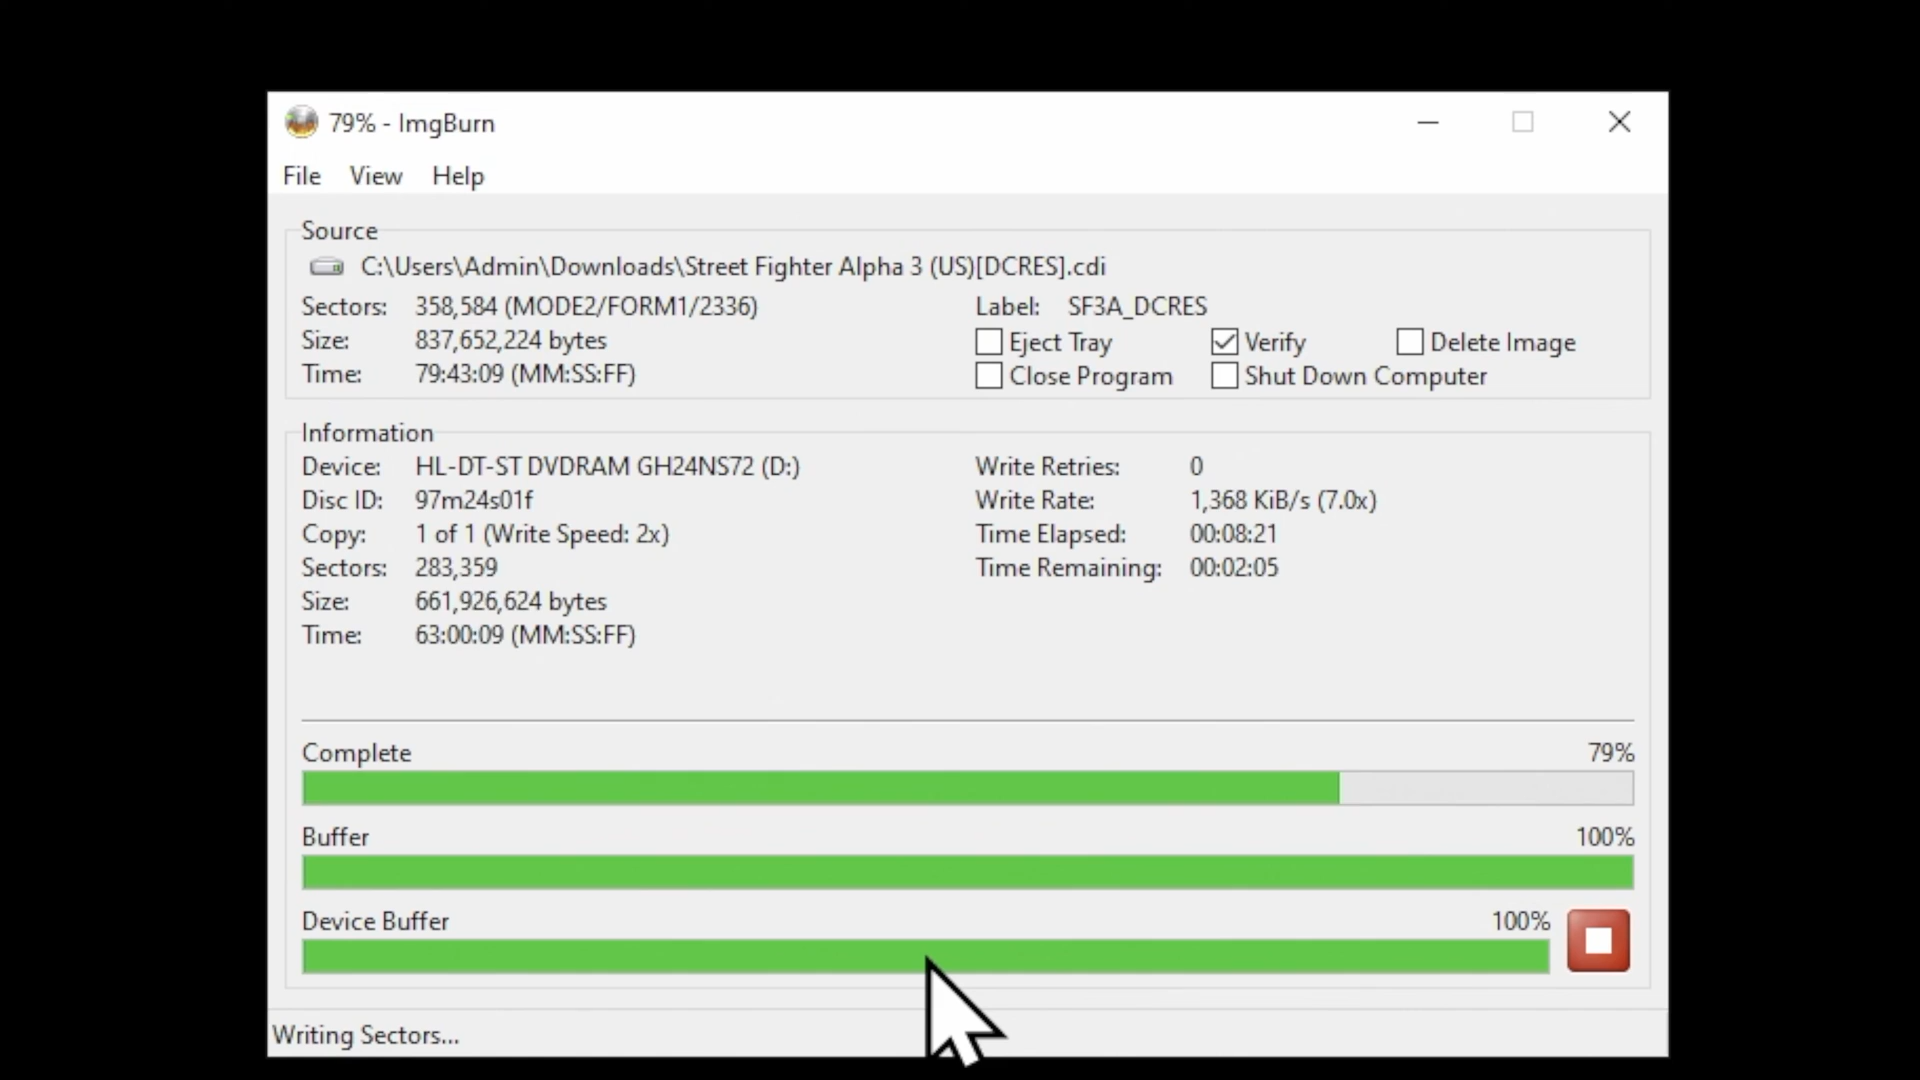 79% - ImgBurn
File View Help
Source
C:\Users\Admin\Downloads\Street Fighter Alpha 3 (US)[DCRES].cdi
Sectors: 358,584 (MODE2/FORM1/2336) Label: SF3A_DCRES
Size: 837,652,224 bytes Eject Tray Verify Delete Image
Time: 79:43:09 (MM:SS:FF) Close Program Shut Down Computer
Information
Device: HL-DT-ST DVDRAM GH24NS72 (D:) Write Retries: 0
Disc ID: 97m24s01f Write Rate: 1,368 KiB/s (7.0x)
Copy: 1 of 1 (Write Speed: 2x) Time Elapsed: 00:08:21
Sectors: 283,359 Time Remaining: 00:02:05
Size: 661,926,624 bytes
Time: 63:00:09 (MM:SS:FF)
Complete 79%
Buffer 100%
Device Buffer 100%
Writing Sectors...